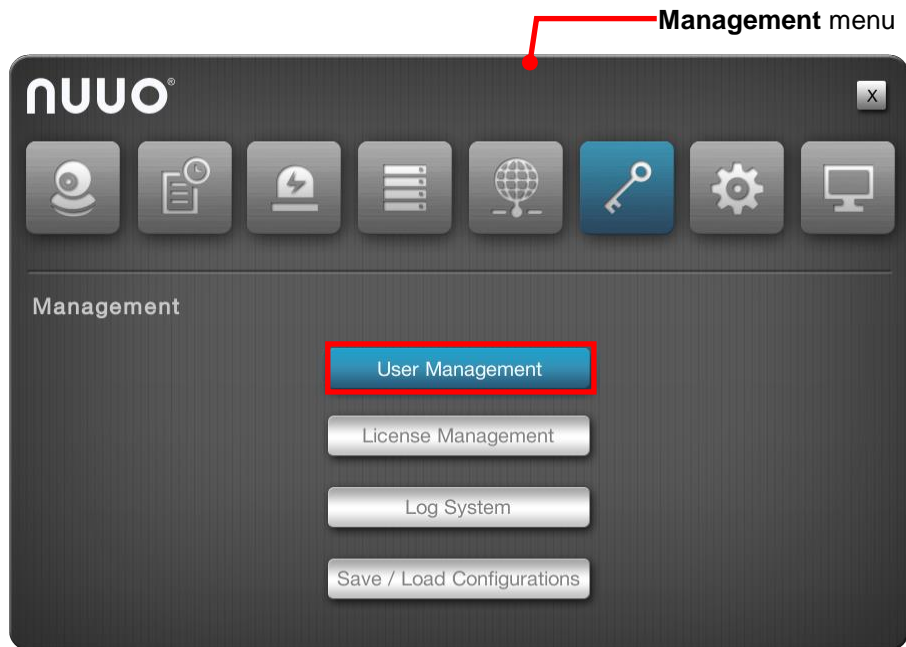 Management menu
nuuo®
X
Management
User Management
License Management
Log System
Save / Load Configurations